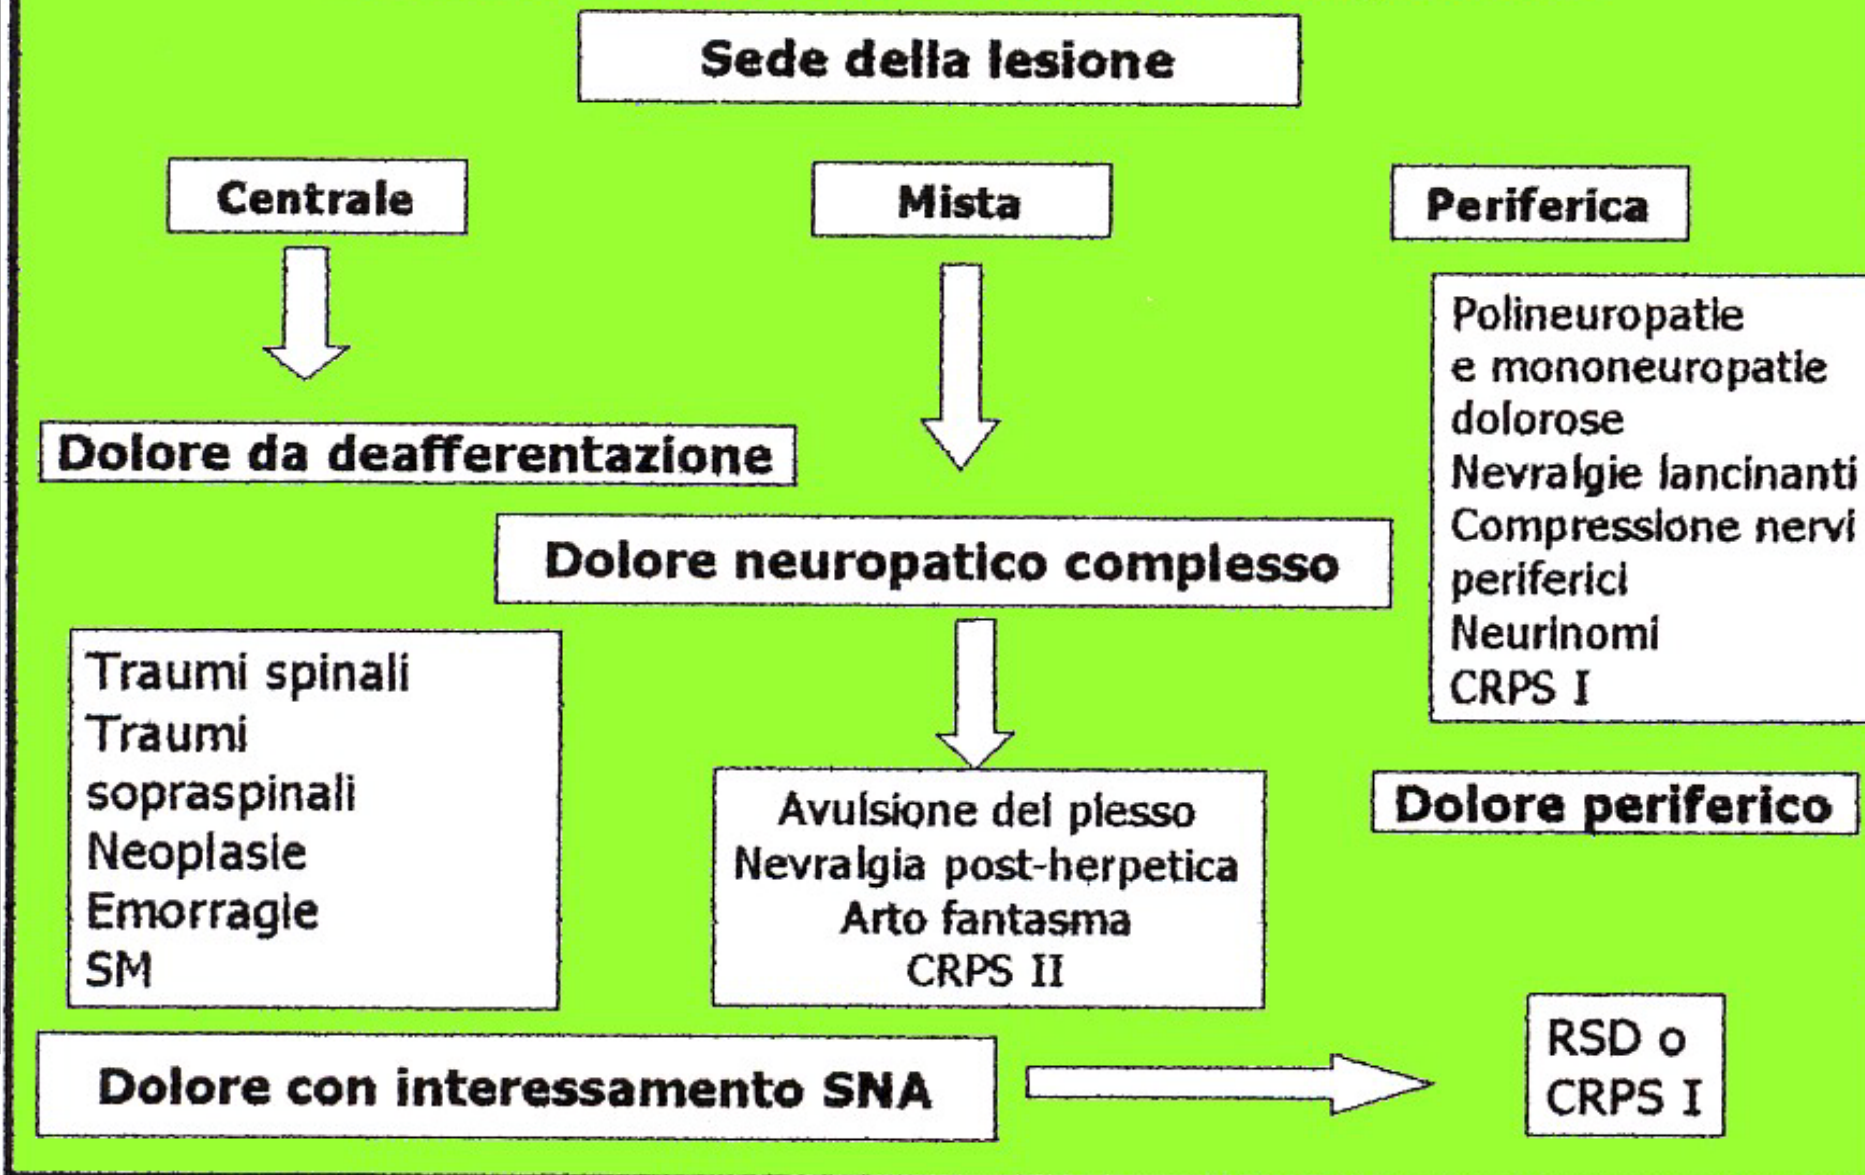 Sede della lesione
Centrale
Mista
Periferica
Dolore da deafferentazione
Dolore neuropatico complesso
Polineuropatie
e mononeuropatie
dolorose
Nevralgie lancinanti
Compressione nervi
periferici
Neurinomi
CRPS I
Traumi spinali
Traumi
sopraspinali
Neoplasie
Emorragie
SM
Avulsione del plesso
Nevralgia post-herpetica
Arto fantasma
CRPS II
Dolore periferico
Dolore con interessamento SNA
RSD o
CRPS I